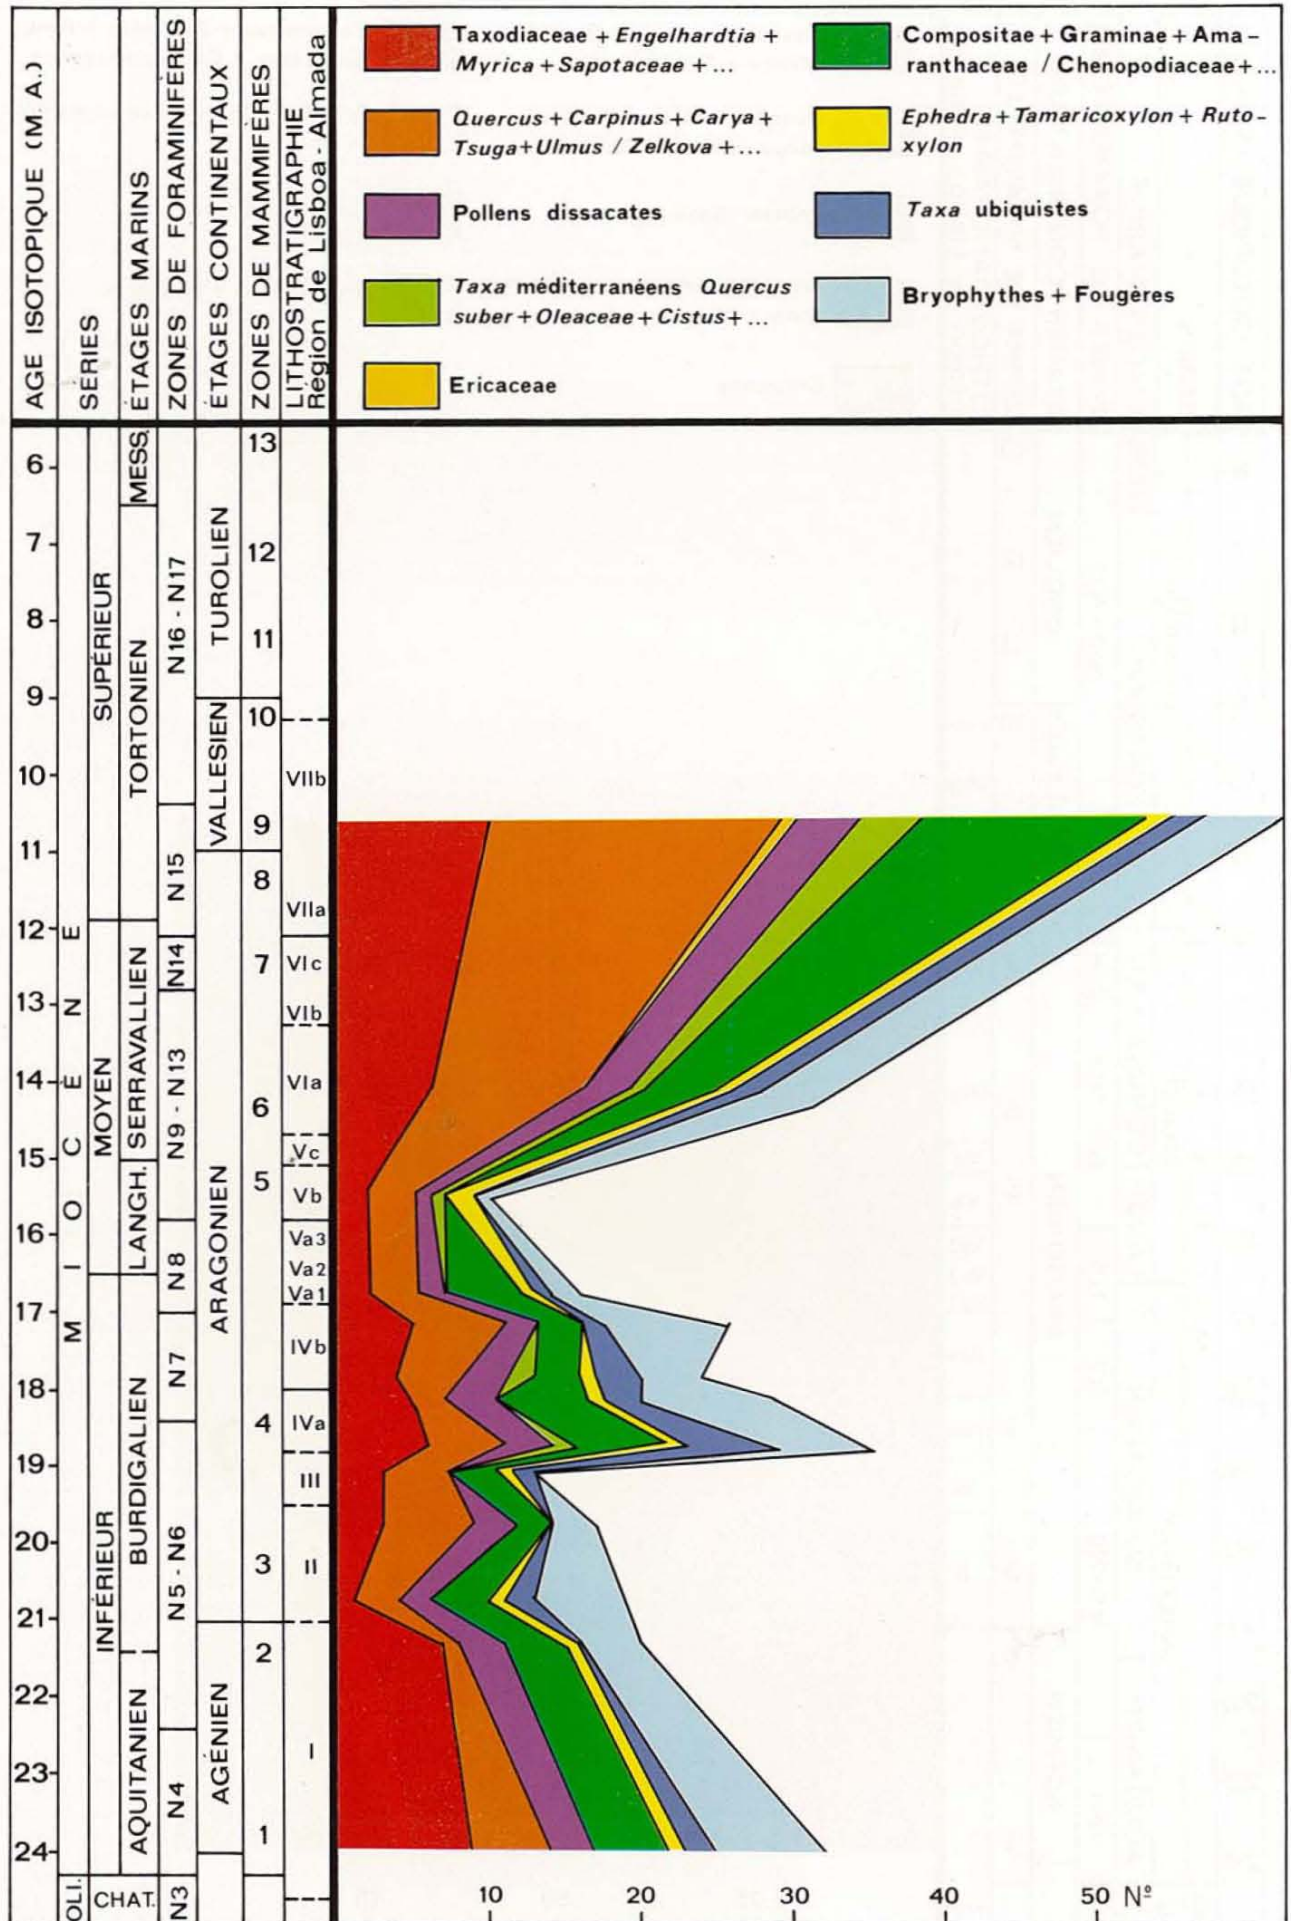 AGE ISOTOPIQUE (M. A.)
SÉRIES
ÉTAGES MARINS
ZONES DE FORAMINIFÈRES
ÉTAGES CONTINENTAUX
ZONES DE MAMMIFÈRES
LITHOSTRATIGRAPHIE
Région de Lisboa - Almada
Taxodiaceae + Engelhardtia +
Myrica + Sapotaceae + ...
Quercus + Carpinus + Carya +
Tsuga + Ulmus / Zelkova + ...
Pollens dissacates
Taxa méditerranéens Quercus
suber + Oleaceae + Cistus + ...
Ericaceae
Compositae + Graminae + Ama-
ranthaceae / Chenopodiaceae + ...
Ephedra + Tamaricoxylon + Ruto-
xylon
Taxa ubiquistes
Bryophythes + Fougères
6
7
8
9
10
11
12
13
14
15
16
17
18
19
20
21
22
23
24
MIOCÈNE
OLI.
SUPÉRIEUR
MOYEN
INFÉRIEUR
CHAT.
MESS.
TORTONIEN
SERRAVALLIEN
LANGH.
BURDIGALIEN
AQUITANIEN
N16 - N17
N15
N14
N9 - N13
N8
N7
N5 - N6
N4
N3
TUROLIEN
VALLESIEN
ARAGONIEN
AGÉNIEN
13
12
11
10
9
8
7
6
5
4
3
2
1
VIIb
VIIa
VIc
VIb
VIa
Vc
Vb
Va3
Va2
Va1
IVb
IVa
III
II
I
10 20 30 40 50 Nº